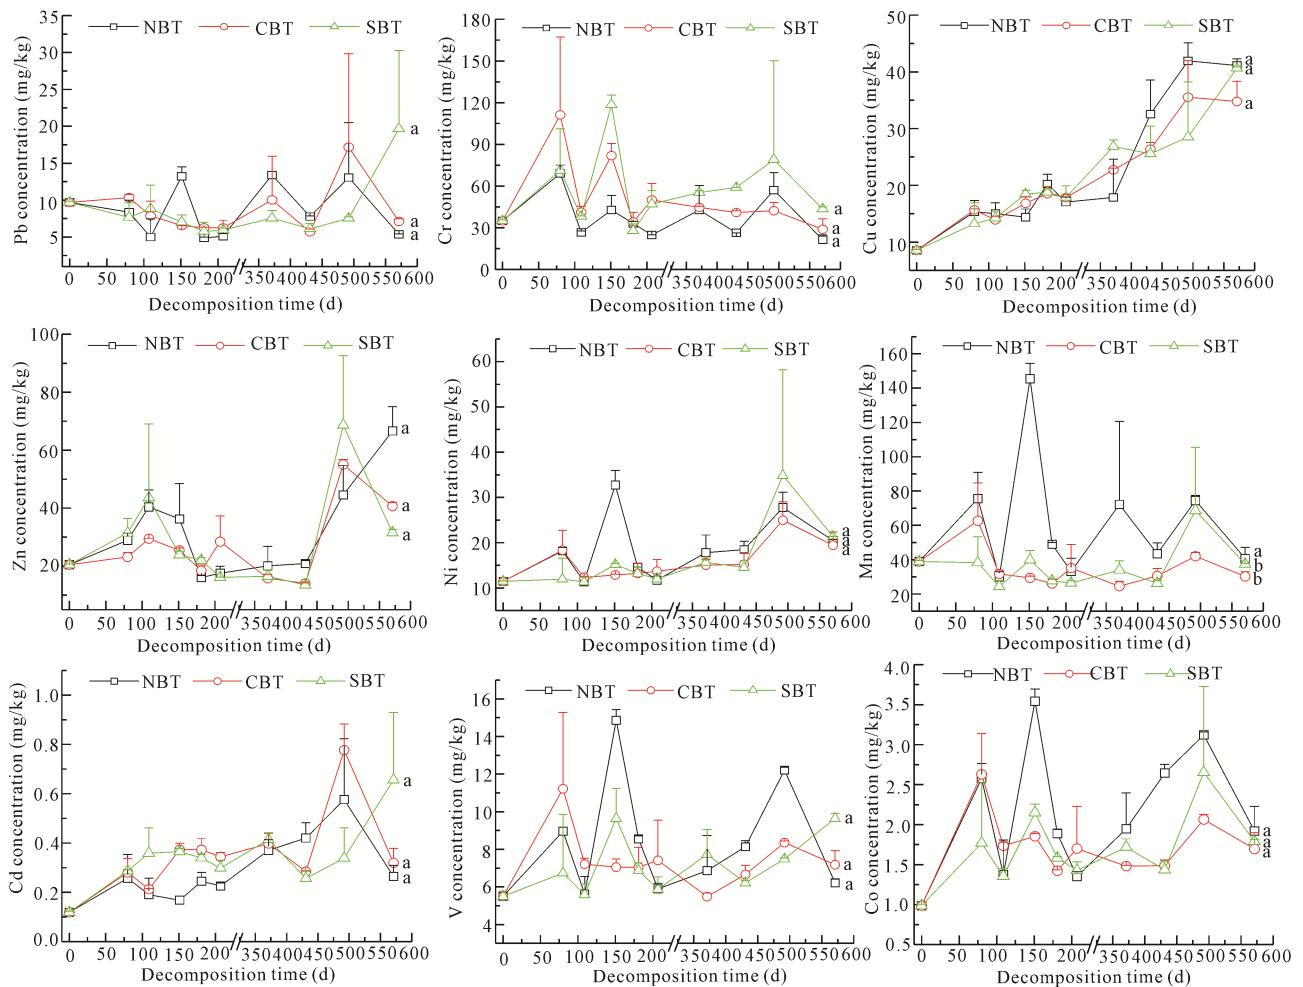 NBT CBT SBT
Pb concentration (mg/kg)
35
30
25
20
15
10
5
a
a
a
0 50 100 150 200 350 400 450 500 550 600
Decomposition time (d)
NBT CBT SBT
Cr concentration (mg/kg)
180
150
120
90
60
30
0
a
a
a
0 50 100 150 200 350 400 450 500 550 600
Decomposition time (d)
NBT CBT SBT
Cu concentration (mg/kg)
50
40
30
20
10
a
a
a
0 50 100 150 200 350 400 450 500 550 600
Decomposition time (d)
NBT CBT SBT
Zn concentration (mg/kg)
100
80
60
40
20
a
a
a
0 50 100 150 200 350 400 450 500 550 600
Decomposition time (d)
NBT CBT SBT
Ni concentration (mg/kg)
60
50
40
30
20
10
a
a
a
0 50 100 150 200 350 400 450 500 550 600
Decomposition time (d)
NBT CBT SBT
Mn concentration (mg/kg)
160
140
120
100
80
60
40
20
a
b
b
0 50 100 150 200 350 400 450 500 550 600
Decomposition time (d)
NBT CBT SBT
Cd concentration (mg/kg)
1.0
0.8
0.6
0.4
0.2
0.0
a
a
a
0 50 100 150 200 350 400 450 500 550 600
Decomposition time (d)
NBT CBT SBT
V concentration (mg/kg)
16
14
12
10
8
6
4
a
a
a
0 50 100 150 200 350 400 450 500 550 600
Decomposition time (d)
NBT CBT SBT
Co concentration (mg/kg)
4.0
3.5
3.0
2.5
2.0
1.5
1.0
0.5
a
a
a
0 50 100 150 200 350 400 450 500 550 600
Decomposition time (d)